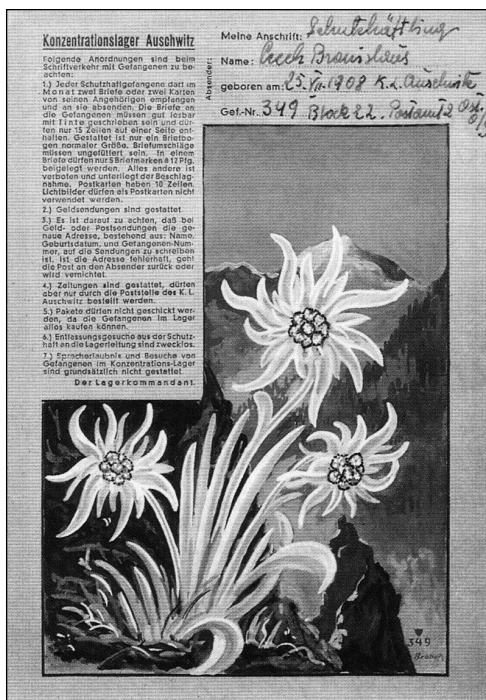 Konzentrationslager Auschwitz
Folgende Anordnungen sind beim
Schriftverkehr mit Gefangenen zu be-
achten:
1.) Jeder Schutzhaftgefangene darf im
Monat zwei Briefe oder zwei Karten
von seinen Angehörigen empfangen
und an sie absenden. Die Briefe an
die Gefangenen müssen gut lesbar
mit Tinte geschrieben sein und dür-
fen nur 15 Zeilen auf einer Seite ent-
halten. Gestattet ist nur ein Briefbo-
gen normaler Größe. Briefumschläge
müssen ungefüttert sein. In einem
Briefe dürfen nur 5 Briefmarken à 12 Pfg.
beigelegt werden. Alles andere ist
verboten und unterliegt der Beschlag-
nahme. Postkarten haben 10 Zeilen.
Lichtbilder dürfen als Postkarten nicht
verwendet werden.
2.) Geldsendungen sind gestattet.
3.) Es ist darauf zu achten, daß bei
Geld- oder Postsendungen die ge-
naue Adresse, bestehend aus: Name,
Geburtsdatum, und Gefangenen-Num-
mer, auf die Sendungen zu schreiben
ist. Ist die Adresse fehlerhaft, geht
die Post an den Absender zurück oder
wird vernichtet.
4.) Zeitungen sind gestattet, dürfen
aber nur durch die Poststelle des K. L.
Auschwitz bestellt werden.
5.) Pakete dürfen nicht geschickt wer-
den, da die Gefangenen im Lager
alles kaufen können.
6.) Entlassungsgesuche aus der Schutz-
haft an die Lagerleitung sind zwecklos.
7.) Sprecherlaubnis und Besuche von
Gefangenen im Konzentrations-Lager
sind grundsätzlich nicht gestattet.
Der Lagerkommandant.
Absender:
Meine Anschrift: Schutzhäftling
Name: Czech Bronislaus
geboren am: 25.VII.1908 K.L. Auschwitz
Gef.-Nr. 349 Block 22. Postamt 2
349